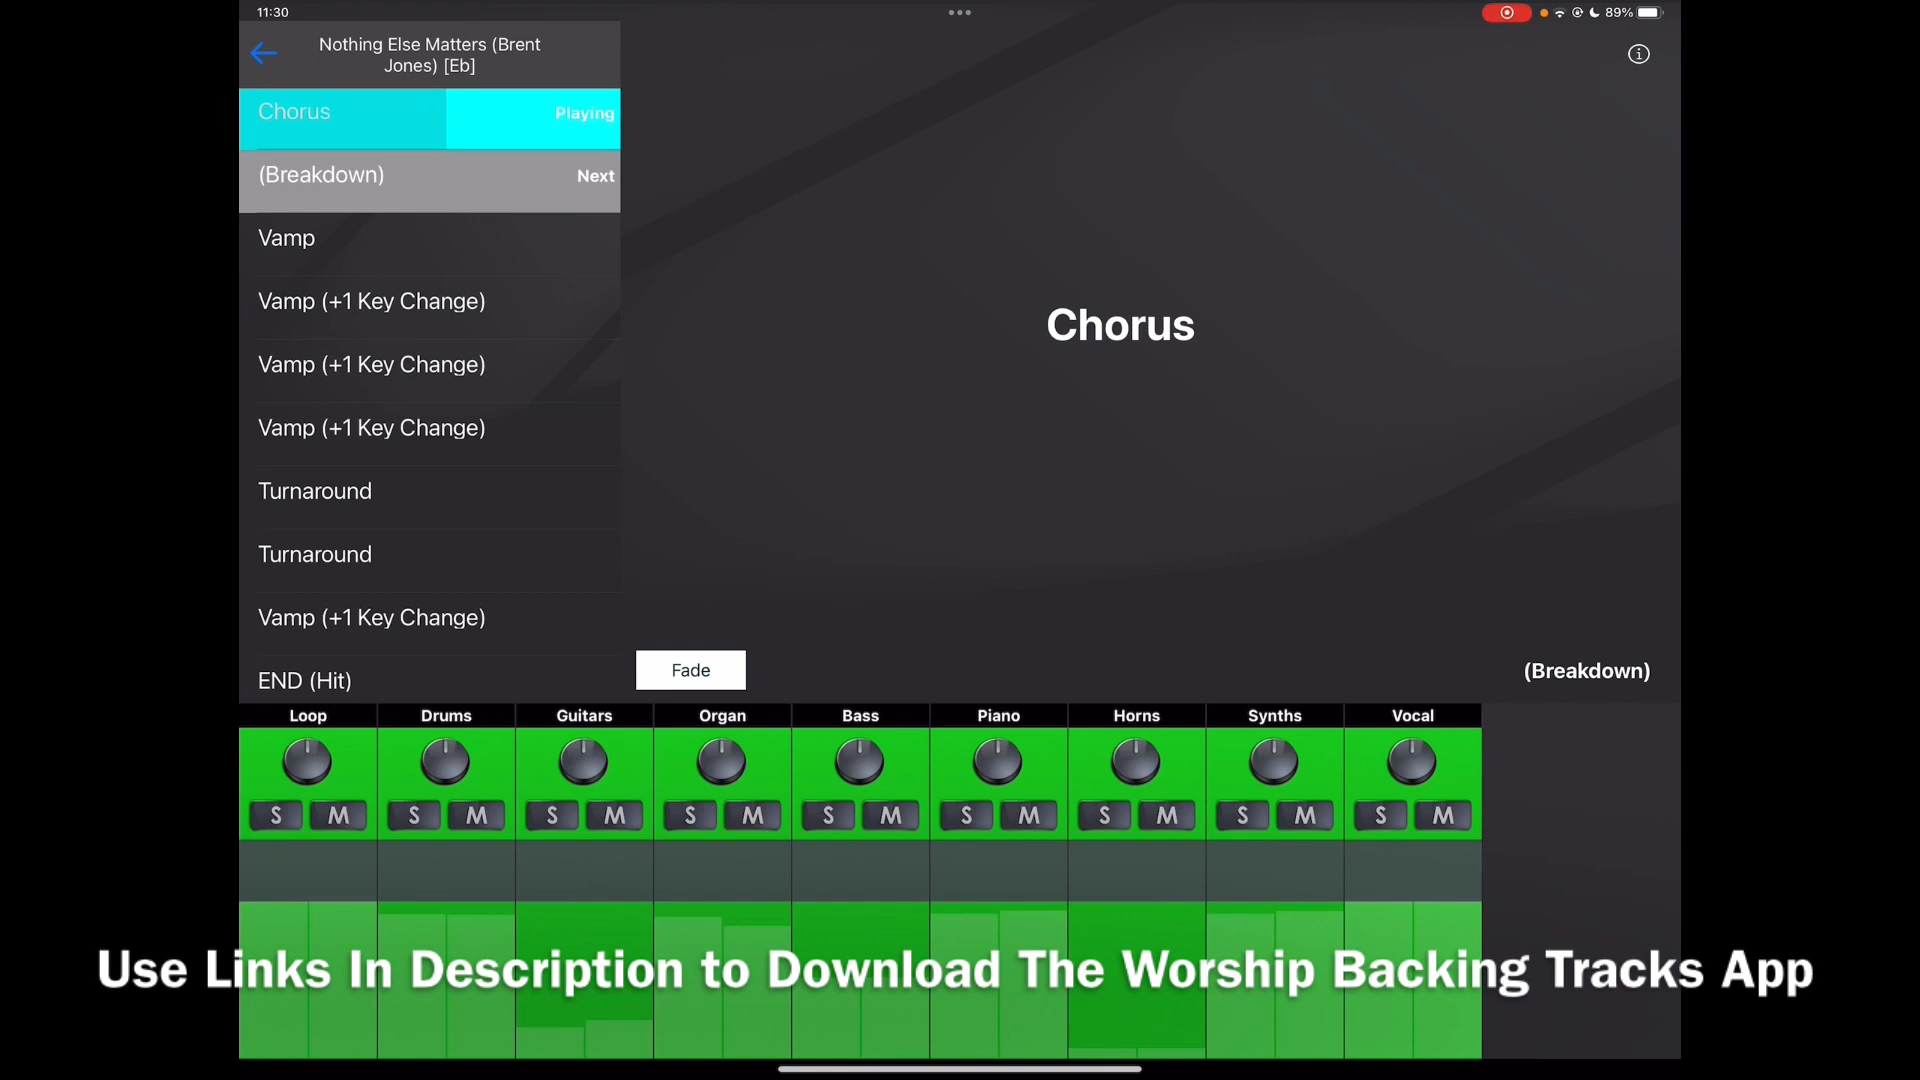 11:30
89%
Nothing Else Matters (Brent
Jones) [Eb]
Chorus
Playing
(Breakdown)
Next
Vamp
Vamp (+1 Key Change)
Vamp (+1 Key Change)
Vamp (+1 Key Change)
Turnaround
Turnaround
Vamp (+1 Key Change)
END (Hit)
Chorus
Fade
(Breakdown)
Loop Drums Guitars Organ Bass Piano Horns Synths Vocal
S M S M S M S M S M S M S M S M S M
Use Links In Description to Download The Worship Backing Tracks App